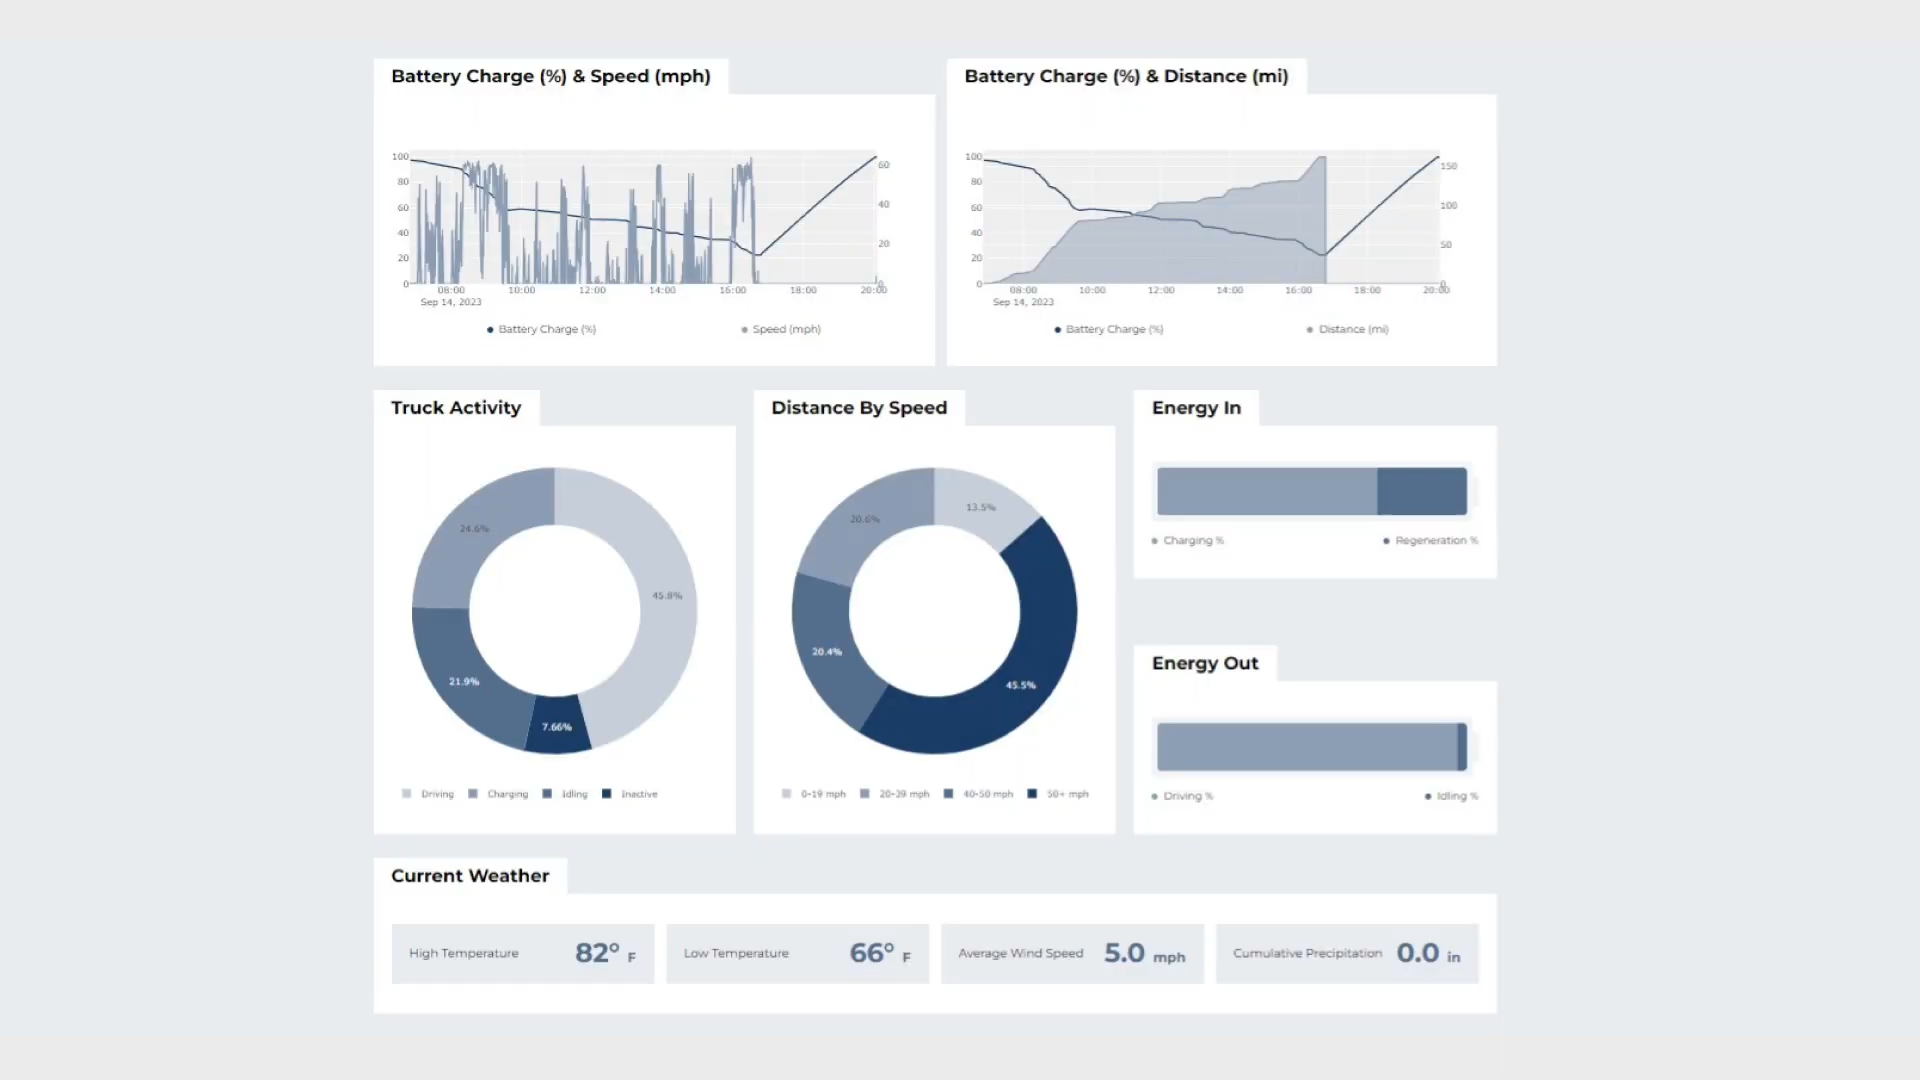 Battery Charge (%) & Speed (mph)
100
80
60
40
20
0
60
40
20
0
08:00 10:00 12:00 14:00 16:00 18:00 20:00
Sep 14, 2023
Battery Charge (%) Speed (mph)
Battery Charge (%) & Distance (mi)
100
80
60
40
20
0
150
100
50
0
08:00 10:00 12:00 14:00 16:00 18:00 20:00
Sep 14, 2023
Battery Charge (%) Distance (mi)
Truck Activity
24.6%
45.8%
21.9%
7.66%
Driving Charging Idling Inactive
Distance By Speed
13.5%
20.6%
20.4%
45.5%
0-19 mph 20-39 mph 40-50 mph 50+ mph
Energy In
Charging % Regeneration %
Energy Out
Driving % Idling %
Current Weather
High Temperature 82° F
Low Temperature 66° F
Average Wind Speed 5.0 mph
Cumulative Precipitation 0.0 in